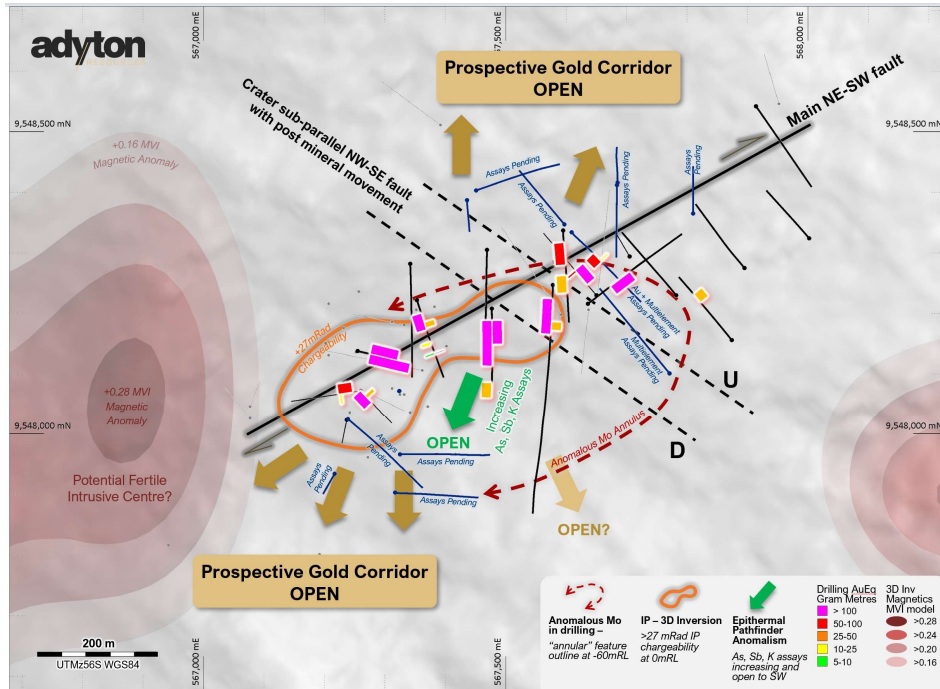 adyton
567,000 mE
567,500 mE
568,000 mE
Prospective Gold Corridor
OPEN
Main NE-SW fault
Crater sub-parallel NW-SE fault
with post mineral movement
9,548,500 mN
9,548,500 mN
+0.16 MVI
Magnetic Anomaly
Assays Pending
Assays Pending
Assays Pending
Assays
Pending
+27mRad
Chargeability
Au + Multielement
Assays Pending
Multielement
Assays Pending
+0.28 MVI
Magnetic
Anomaly
Increasing
As, Sb, K Assays
OPEN
U
D
9,548,000 mN
9,548,000 mN
Anomalous Mo Annulus
Potential Fertile
Intrusive Centre?
Assays
Pending
Assays Pending
Assays
Pending
Assays Pending
OPEN?
Prospective Gold Corridor
OPEN
200 m
UTMz56S WGS84
567,000 mE
567,500 mE
Anomalous Mo
in drilling –
"annular" feature
outline at -60mRL
IP – 3D Inversion
>27 mRad IP
chargeability
at 0mRL
Epithermal
Pathfinder
Anomalism
As, Sb, K assays
increasing and
open to SW
Drilling AuEq
Gram Metres
> 100
50-100
25-50
10-25
5-10
3D Inv
Magnetics
MVI model
>0.28
>0.24
>0.20
>0.16